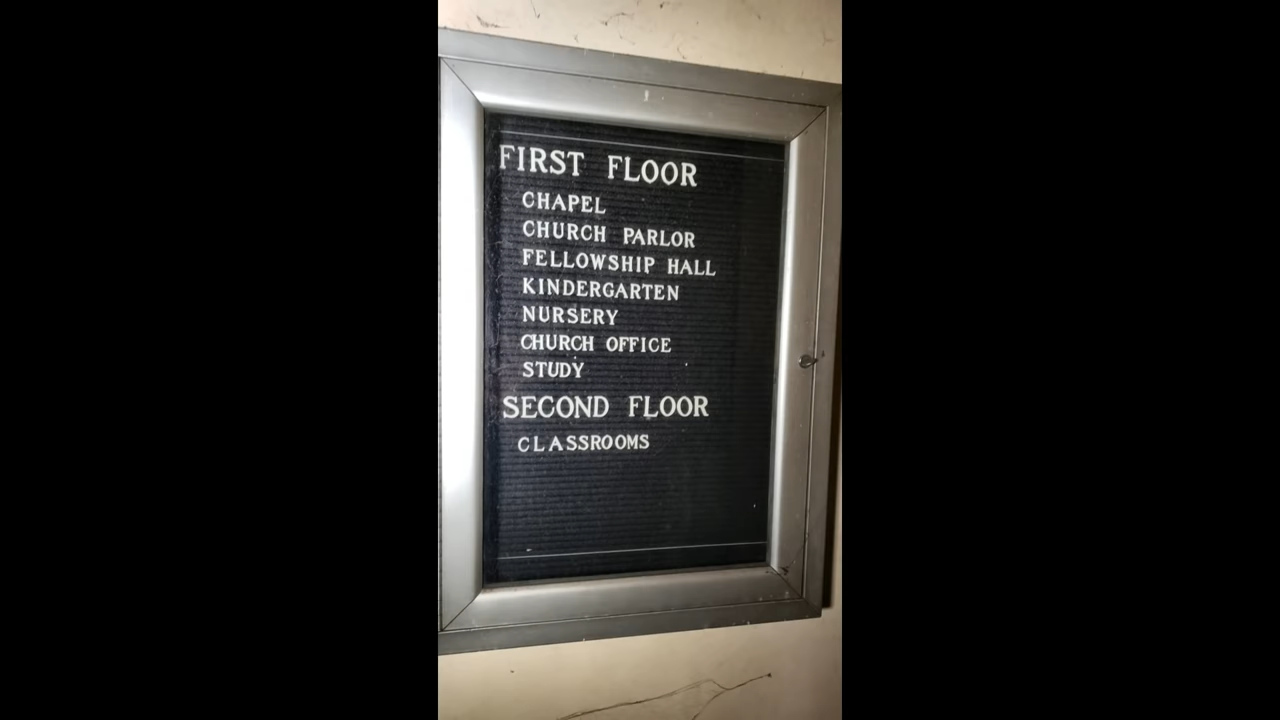 FIRST FLOOR
CHAPEL
CHURCH PARLOR
FELLOWSHIP HALL
KINDERGARTEN
NURSERY
CHURCH OFFICE
STUDY
SECOND FLOOR
CLASSROOMS